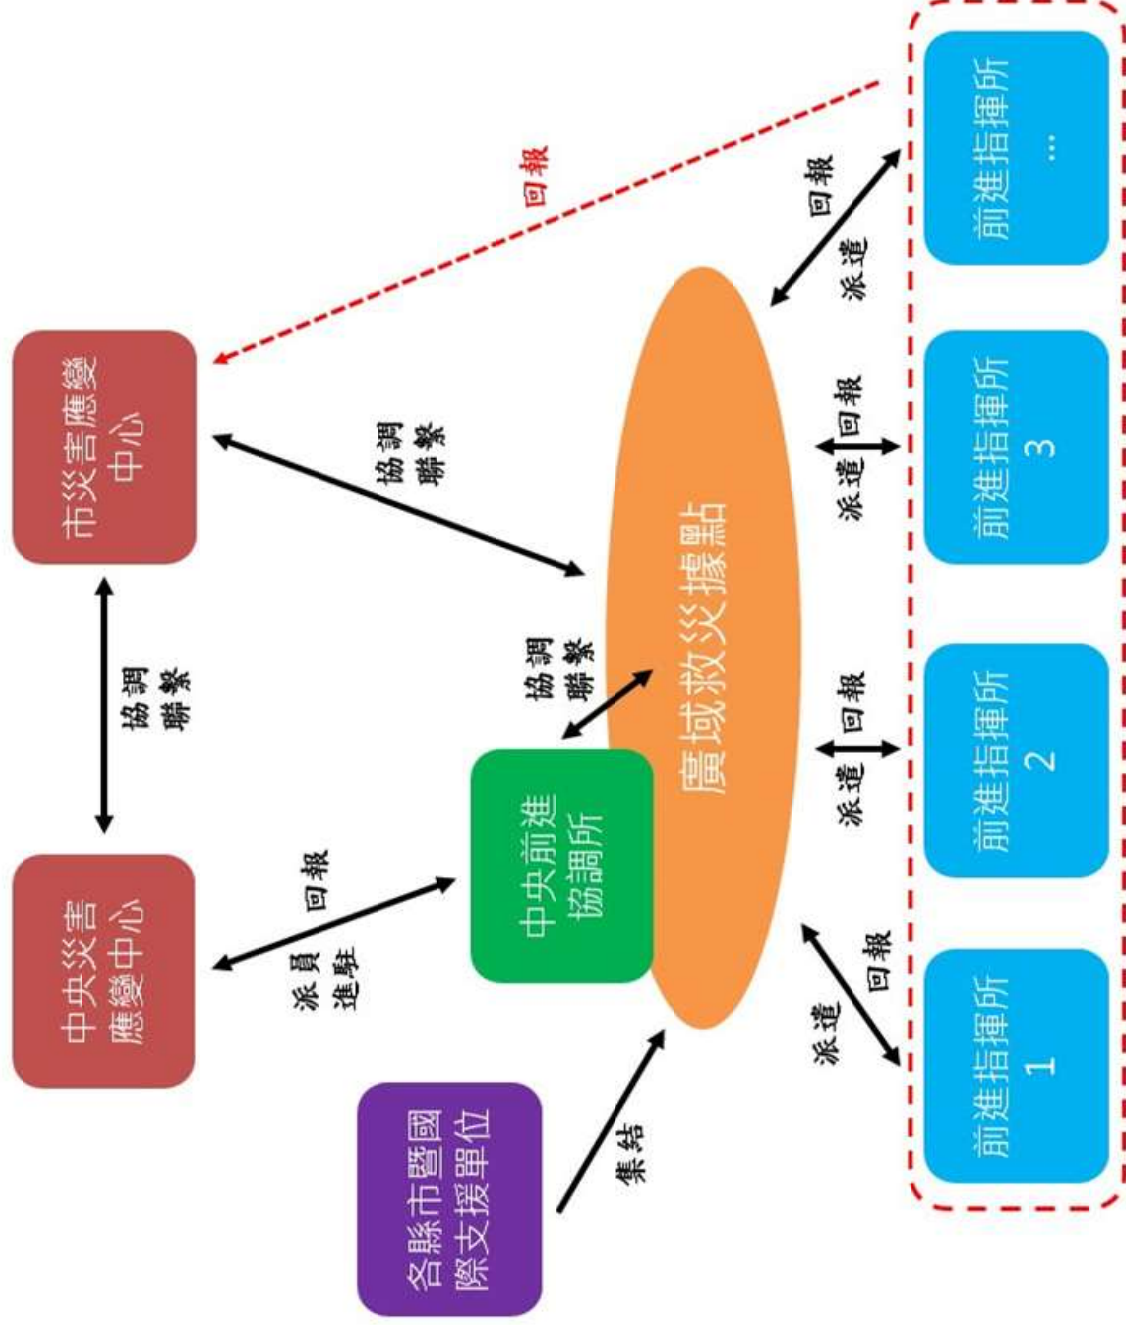 中央災害
應變中心
協調
聯繫
市災害應變
中心
派員
進駐
回報
協調
聯繫
回報
各縣市暨國
際支援單位
集結
中央前進
協調所
協調
聯繫
廣域救災據點
派遣
回報
派遣
回報
派遣
回報
派遣
回報
前進指揮所
1
前進指揮所
2
前進指揮所
3
前進指揮所
...